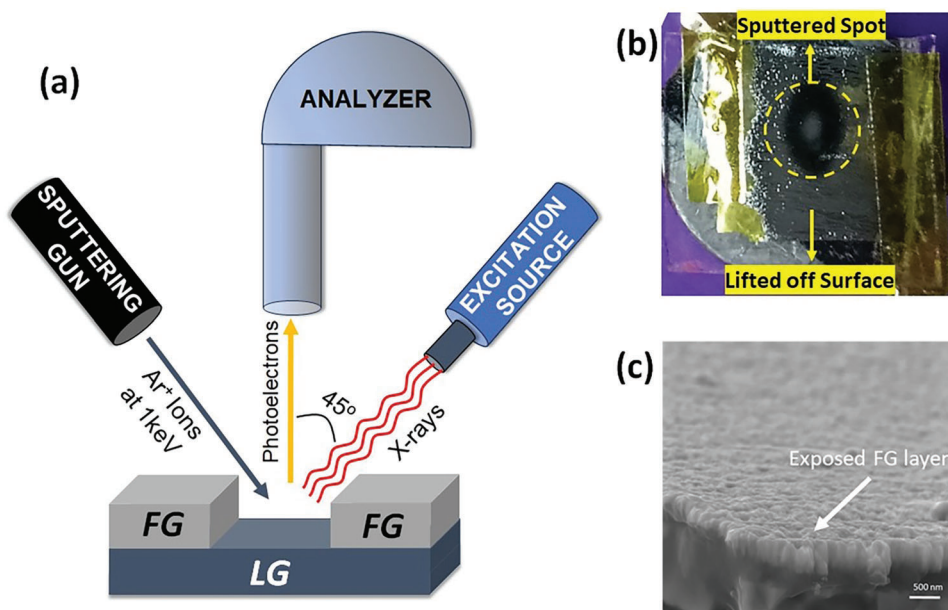 (a)
ANALYZER
SPUTTERING
GUN
EXCITATION
SOURCE
Ar⁺ Ions
at 1keV
Photoelectrons
45º
X-rays
FG
FG
LG
(b)
Sputtered Spot
Lifted off Surface
(c)
Exposed FG layer
500 nm